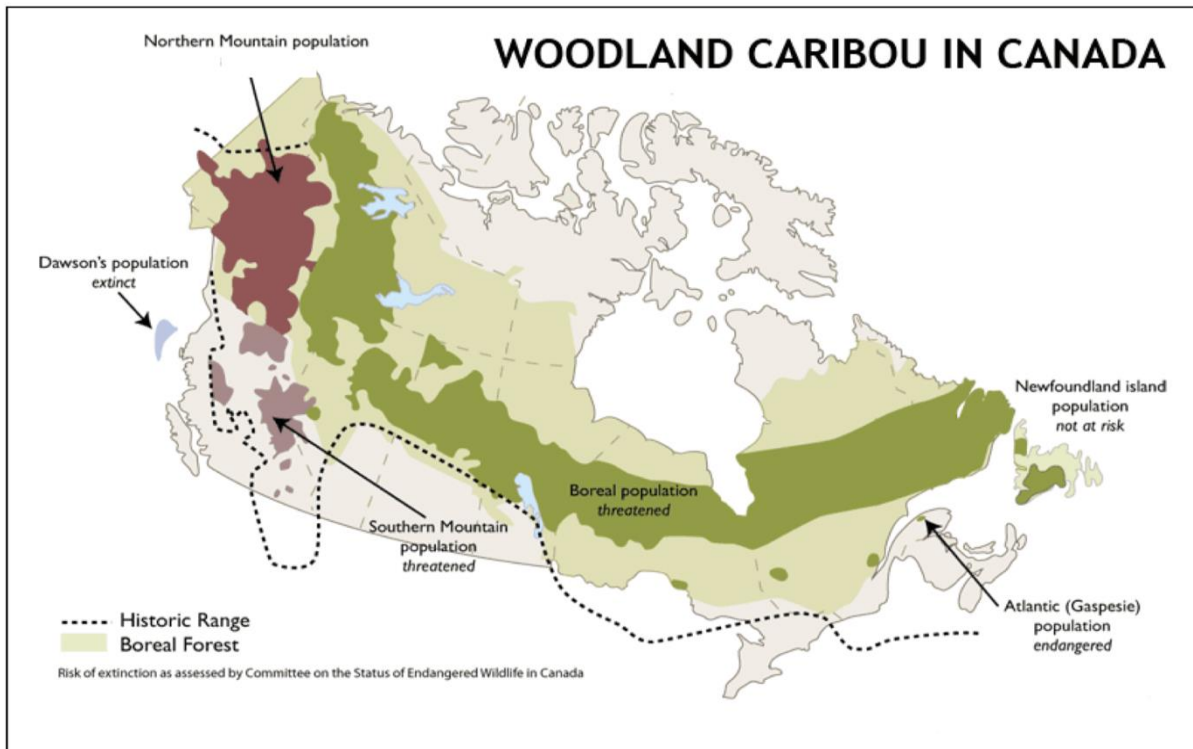 WOODLAND CARIBOU IN CANADA
Northern Mountain population
Dawson's population
extinct
Newfoundland island
population
not at risk
Boreal population
threatened
Southern Mountain
population
threatened
Atlantic (Gaspesie)
population
endangered
Historic Range
Boreal Forest
Risk of extinction as assessed by Committee on the Status of Endangered Wildlife in Canada